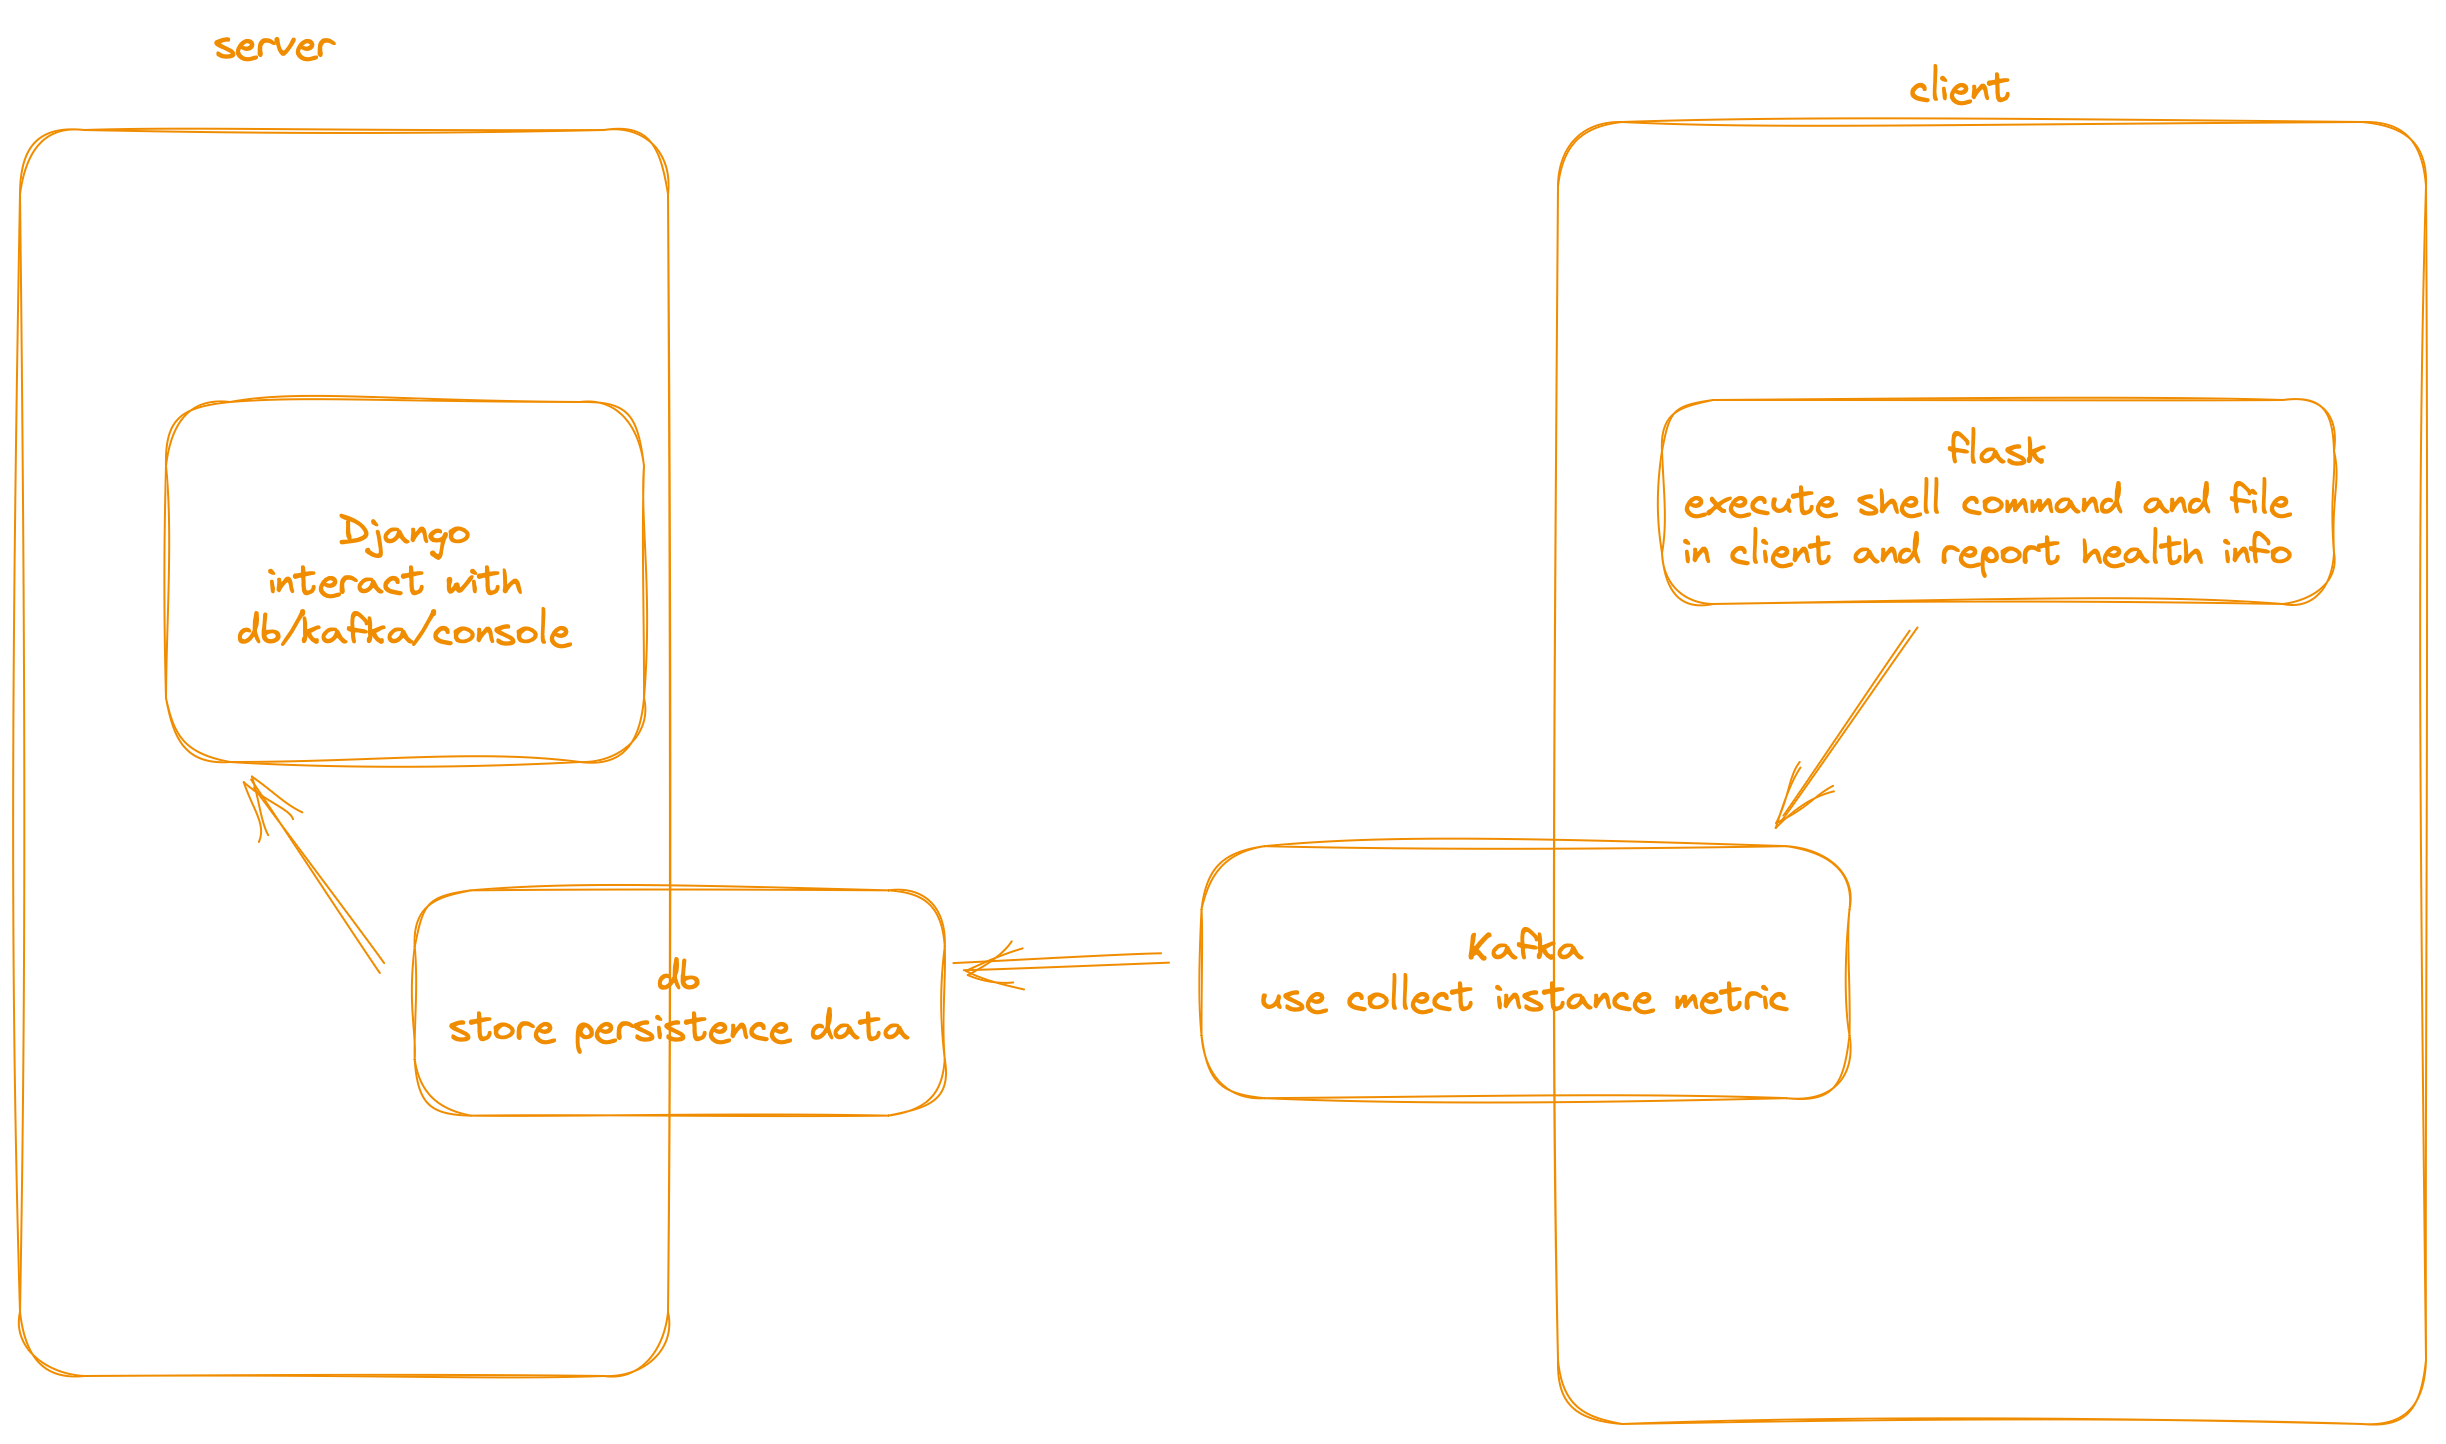 server
client
Django
interact with
db/kafka/console
flask
execute shell command and file
in client and report health info
db
store persistence data
Kafka
use collect instance metric